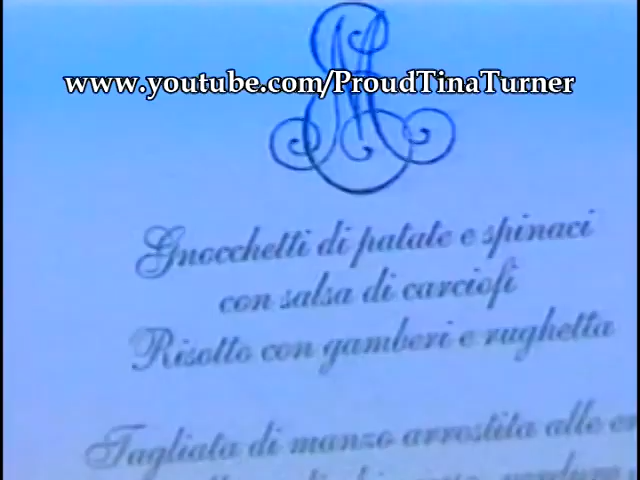 www.youtube.com/ProudTinaTurner
Gnocchetti di patate e spinaci
con salsa di carciofi
Risotto con gamberi e rughetta
Tagliata di manzo arrostita alle